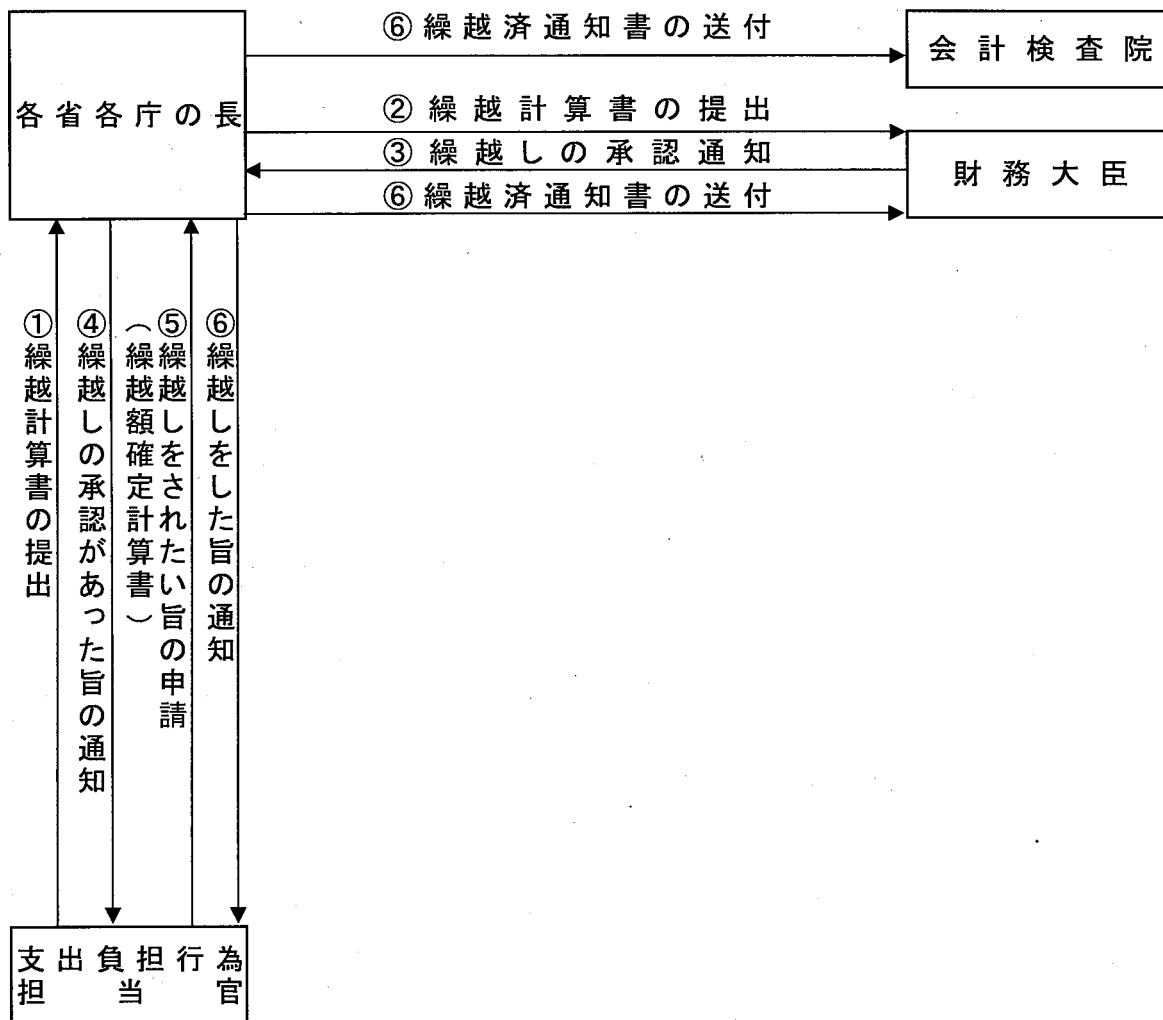 ⑥繰越済通知書の送付
会計検査院
各省各庁の長
②繰越計算書の提出
③繰越しの承認通知
財務大臣
⑥繰越済通知書の送付
①繰越計算書の提出
④繰越しの承認があった旨の通知
⑤繰越しをされたい旨の申請
（繰越額確定計算書）
⑥繰越しをした旨の通知
支出負担行為
担当官